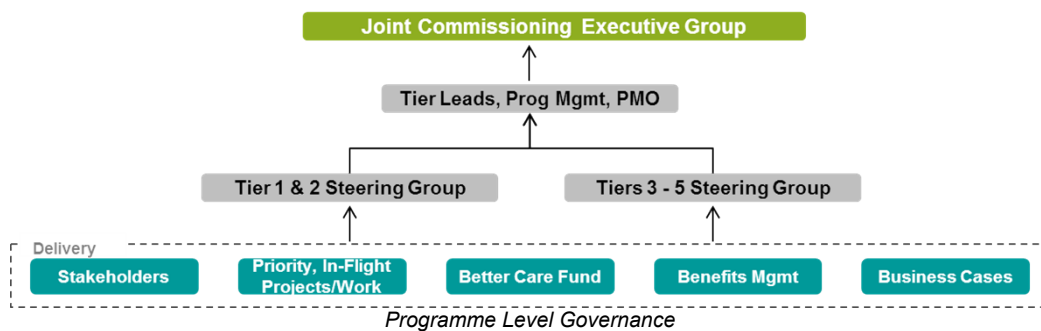 Joint Commissioning Executive Group
Tier Leads, Prog Mgmt, PMO
Tier 1 & 2 Steering Group
Tiers 3 - 5 Steering Group
Delivery
Stakeholders
Priority, In-Flight
Projects/Work
Better Care Fund
Benefits Mgmt
Business Cases
Programme Level Governance